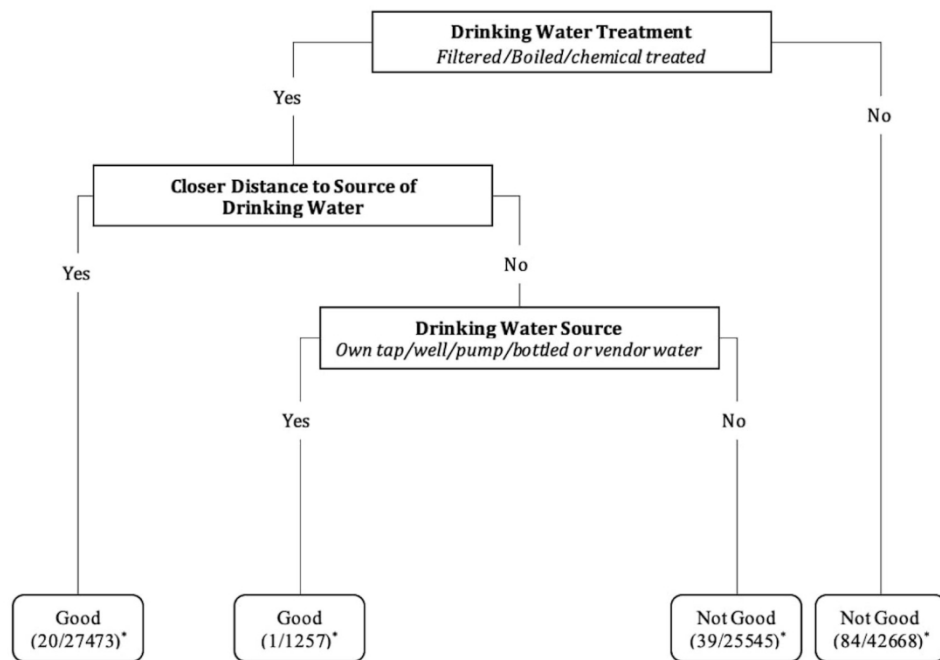 Drinking Water Treatment
Filtered/Boiled/chemical treated
Yes
No
Closer Distance to Source of
Drinking Water
Yes
No
Drinking Water Source
Own tap/well/pump/bottled or vendor water
Yes
No
Good
(20/27473)*
Good
(1/1257)*
Not Good
(39/25545)*
Not Good
(84/42668)*